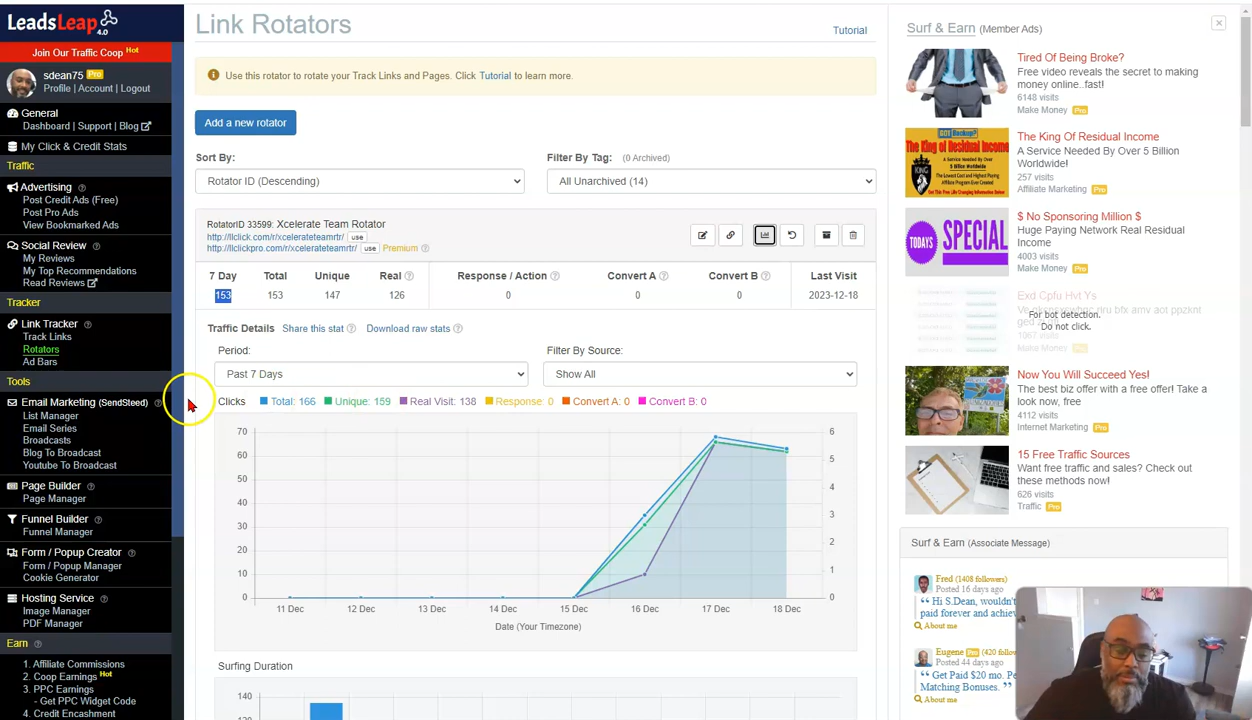 LeadsLeap
4.0
Join Our Traffic Coop Hot
sdean75 Pro
Profile | Account | Logout
General
Dashboard | Support | Blog
My Click & Credit Stats
Traffic
Advertising
Post Credit Ads (Free)
Post Pro Ads
View Bookmarked Ads
Social Review
My Reviews
My Top Recommendations
Read Reviews
Tracker
Link Tracker
Track Links
Rotators
Ad Bars
Tools
Email Marketing (SendSteed)
List Manager
Email Series
Broadcasts
Blog To Broadcast
Youtube To Broadcast
Page Builder
Page Manager
Funnel Builder
Funnel Manager
Form / Popup Creator
Form / Popup Manager
Cookie Generator
Hosting Service
Image Manager
PDF Manager
Earn
1. Affiliate Commissions
2. Coop Earnings Hot
3. PPC Earnings
- Get PPC Widget Code
4. Credit Encashment
Link Rotators
Tutorial
Use this rotator to rotate your Track Links and Pages. Click Tutorial to learn more.
Add a new rotator
Sort By:
Filter By Tag: (0 Archived)
Rotator ID (Descending)
All Unarchived (14)
RotatorID 33599: Xcelerate Team Rotator
http://llclick.com/r/xcelerateteamrtr/ use
http://llclickpro.com/r/xcelerateteamrtr/ use Premium
7 Day Total Unique Real Response / Action Convert A Convert B Last Visit
153 153 147 126 0 0 0 2023-12-18
Traffic Details Share this stat Download raw stats
Period:
Filter By Source:
Past 7 Days
Show All
Clicks Total: 166 Unique: 159 Real Visit: 138 Response: 0 Convert A: 0 Convert B: 0
70
60
50
40
30
20
10
0
6
5
4
3
2
1
0
11 Dec 12 Dec 13 Dec 14 Dec 15 Dec 16 Dec 17 Dec 18 Dec
Date (Your Timezone)
Surfing Duration
140
Surf & Earn (Member Ads)
Tired Of Being Broke?
Free video reveals the secret to making
money online..fast!
6148 visits
Make Money Pro
The King Of Residual Income
A Service Needed By Over 5 Billion
Worldwide!
257 visits
Affiliate Marketing Pro
$ No Sponsoring Million $
Huge Paying Network Real Residual
Income
4003 visits
Make Money Pro
TODAYS
SPECIAL
Exd Cpfu Hvt Ys
For bot detection.
Do not click.
1067 visits
Make Money Pro
Now You Will Succeed Yes!
The best biz offer with a free offer! Take a
look now, free
4112 visits
Internet Marketing Pro
15 Free Traffic Sources
Want free traffic and sales? Check out
these methods now!
626 visits
Traffic Pro
Surf & Earn (Associate Message)
Fred (1408 followers)
Posted 16 days ago
Hi S.Dean, wouldn't
paid forever and achiev
About me
Eugene Pro (420 follo
Posted 44 days ago
Get Paid $20 mo. Pe
Matching Bonuses.
About me